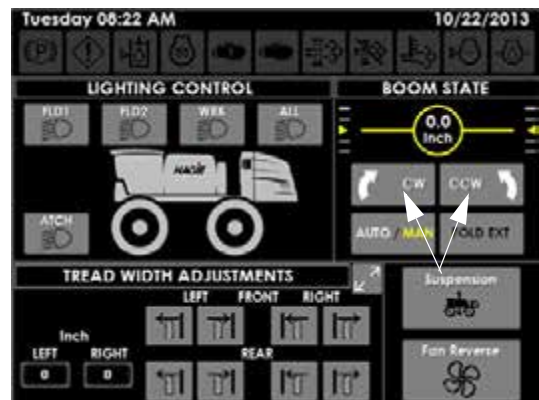 Tuesday 08:22 AM 10/22/2013
(P)
LIGHTING CONTROL
FLD1 FLD2 WRK ALL
HAGIE
ATCH
BOOM STATE
0.0
Inch
CW CCW
AUTO / MAN FOLD EXT
TREAD WIDTH ADJUSTMENTS
LEFT FRONT RIGHT
Inch
LEFT RIGHT
REAR
0 0
Suspension
Fan Reverse